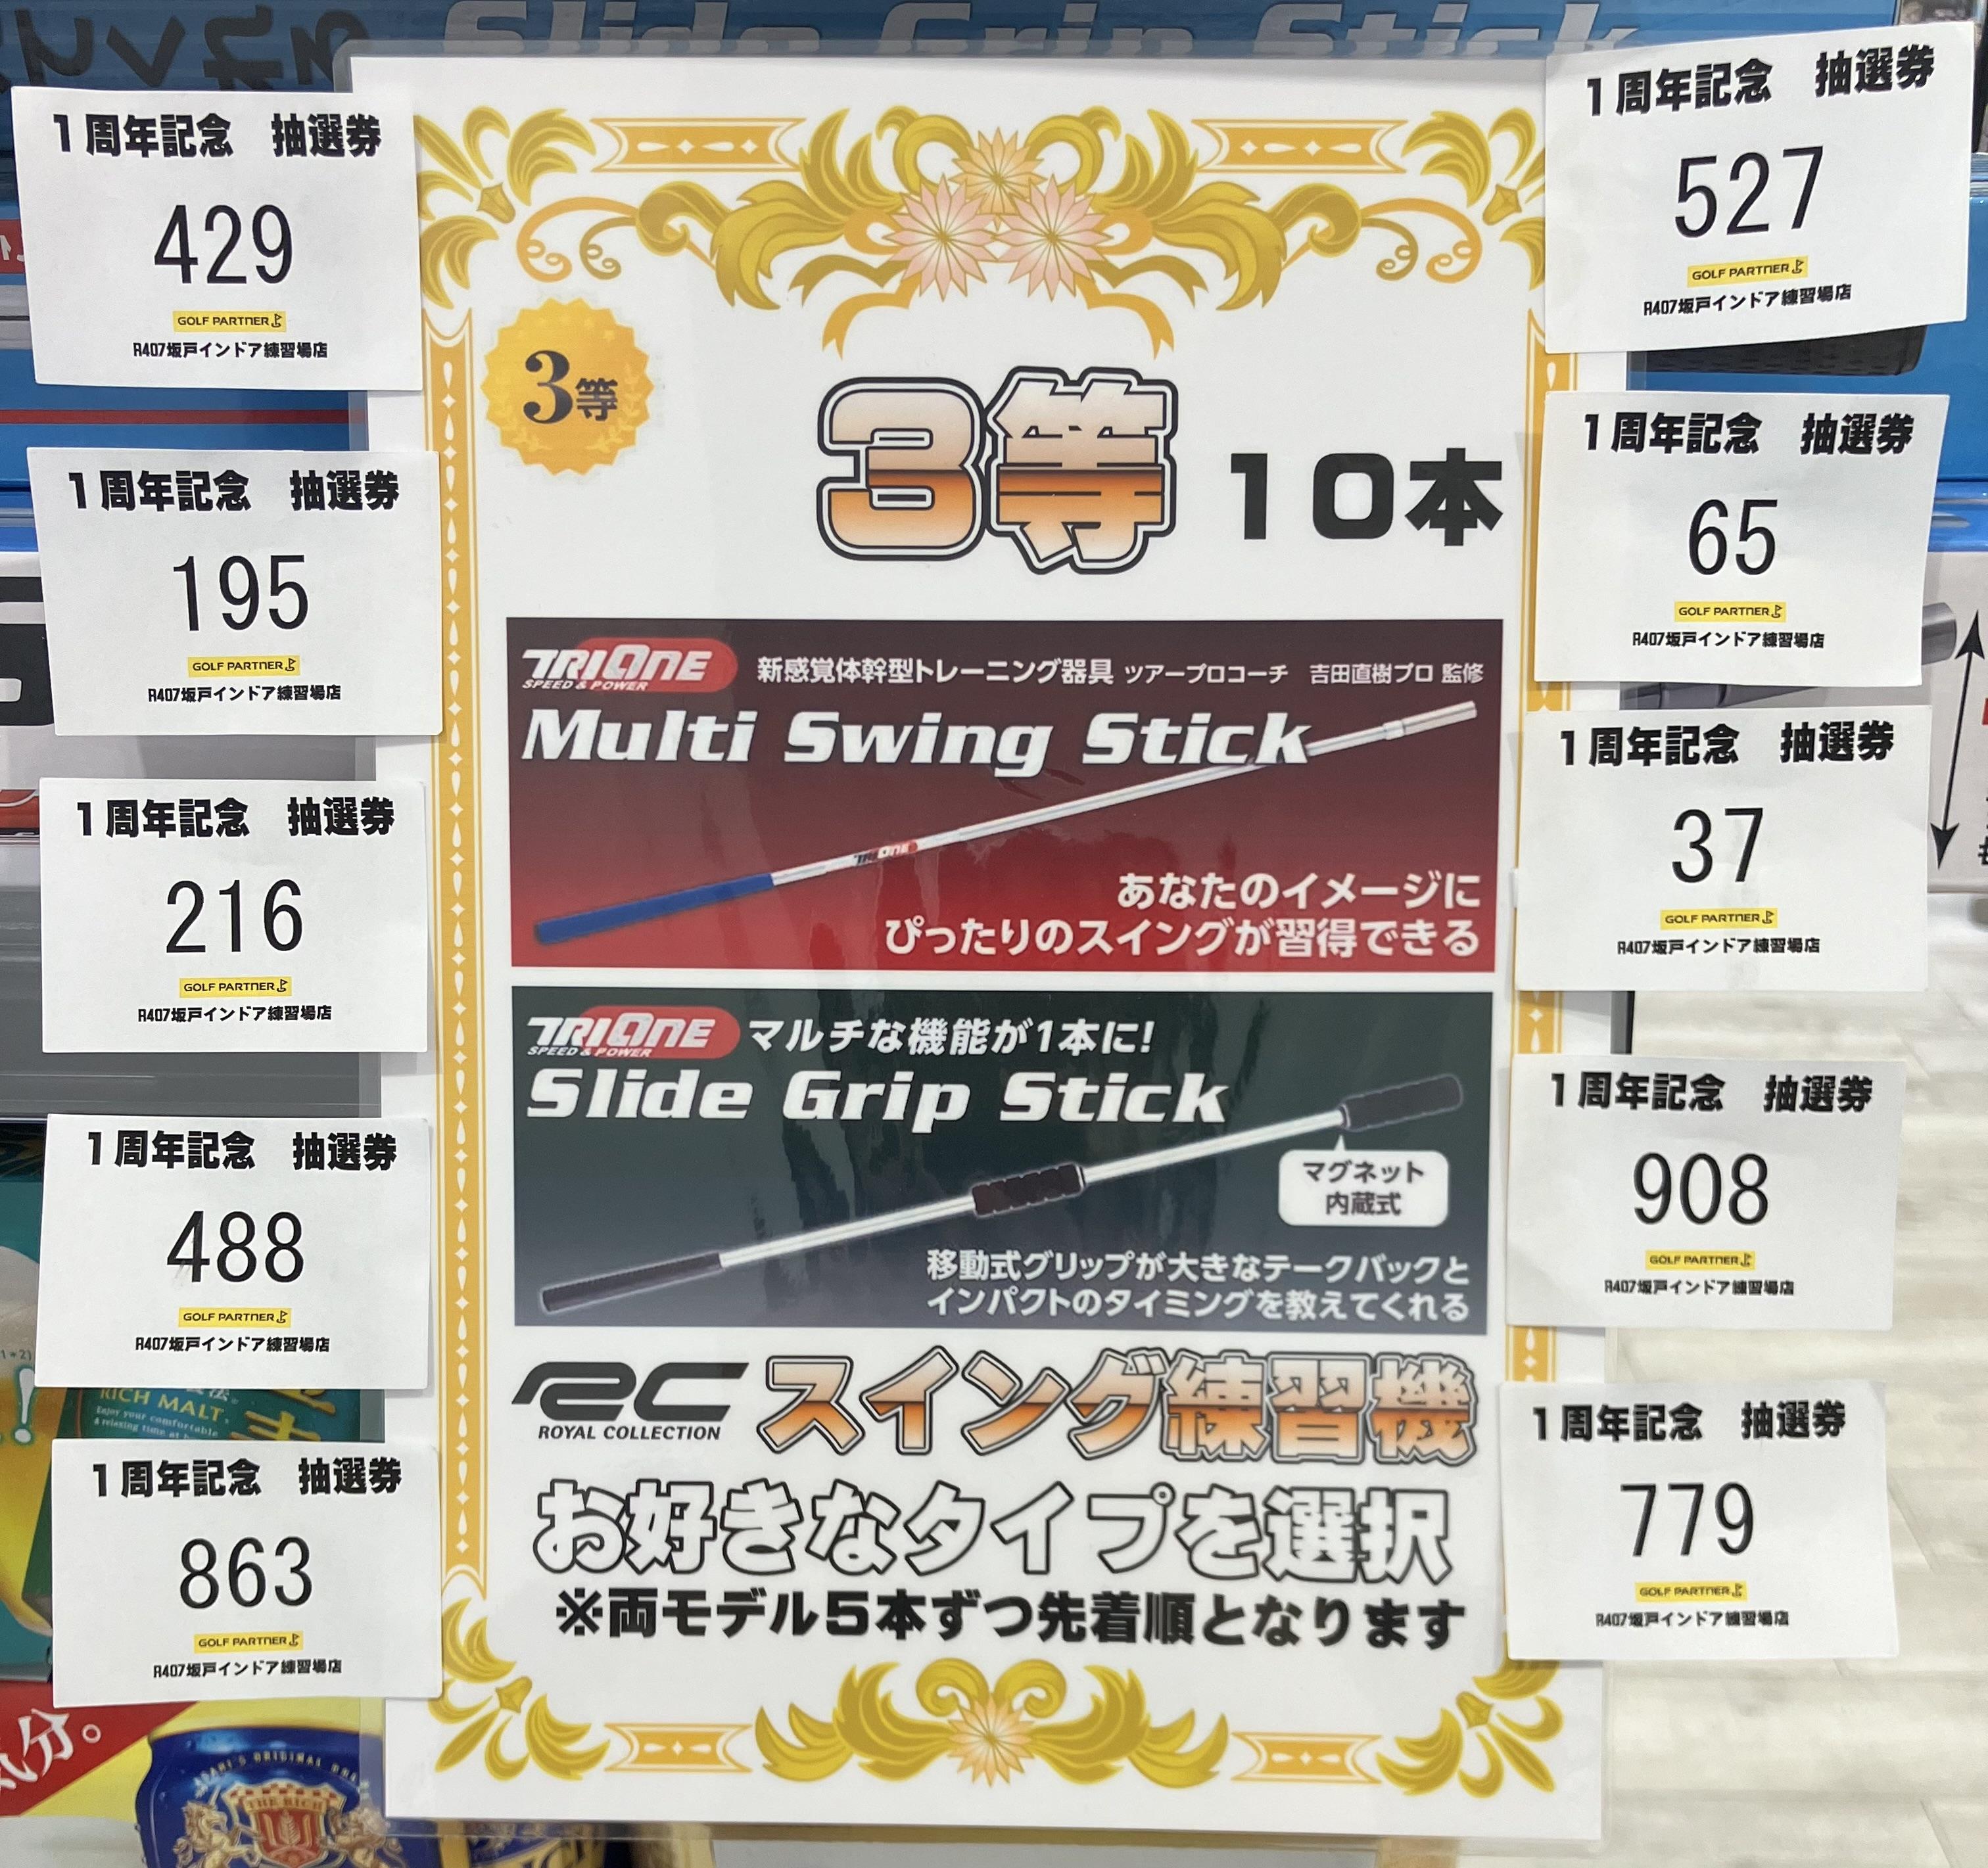 Slide Grip Stick
1周年記念 抽選券
429
GOLF PARTNER
R407坂戸インドア練習場店
1周年記念 抽選券
195
GOLF PARTNER
R407坂戸インドア練習場店
1周年記念 抽選券
216
GOLF PARTNER
R407坂戸インドア練習場店
1周年記念 抽選券
488
GOLF PARTNER
R407坂戸インドア練習場店
1周年記念 抽選券
863
GOLF PARTNER
R407坂戸インドア練習場店
3等
3等 10本
TRIONE
SPEED & POWER
新感覚体幹型トレーニング器具 ツアープロコーチ 吉田直樹プロ 監修
Multi Swing Stick
TRIONE
あなたのイメージに
ぴったりのスイングが習得できる
TRIONE
SPEED & POWER
マルチな機能が1本に!
Slide Grip Stick
マグネット
内蔵式
移動式グリップが大きなテークバックと
インパクトのタイミングを教えてくれる
RC
ROYAL COLLECTION
スイング練習機
お好きなタイプを選択
※両モデル5本ずつ先着順となります
1周年記念 抽選券
527
GOLF PARTNER
R407坂戸インドア練習場店
1周年記念 抽選券
65
GOLF PARTNER
R407坂戸インドア練習場店
1周年記念 抽選券
37
GOLF PARTNER
R407坂戸インドア練習場店
1周年記念 抽選券
908
GOLF PARTNER
R407坂戸インドア練習場店
1周年記念 抽選券
779
GOLF PARTNER
R407坂戸インドア練習場店
RICH MALT
Enjoy your comfortable
& relaxing time at
気分。
ASAHI'S ORIGINAL
THE RICH